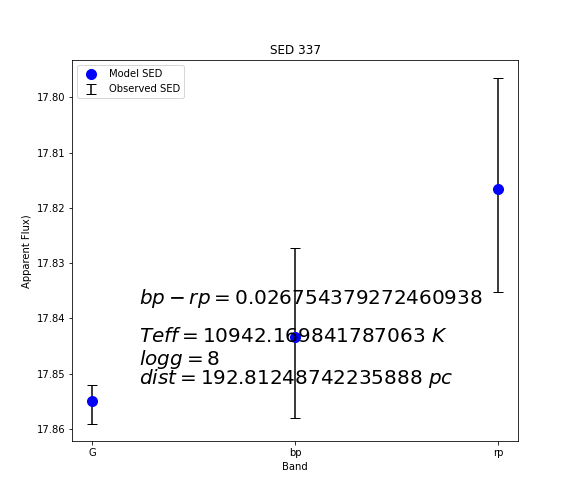 SED 337
Model SED
Observed SED
17.80
17.81
17.82
17.83
17.84
17.85
17.86
Apparent Flux)
bp − rp = 0.026754379272460938
Teff = 10942.169841787063 K
logg = 8
dist = 192.81248742235888 pc
G
bp
rp
Band